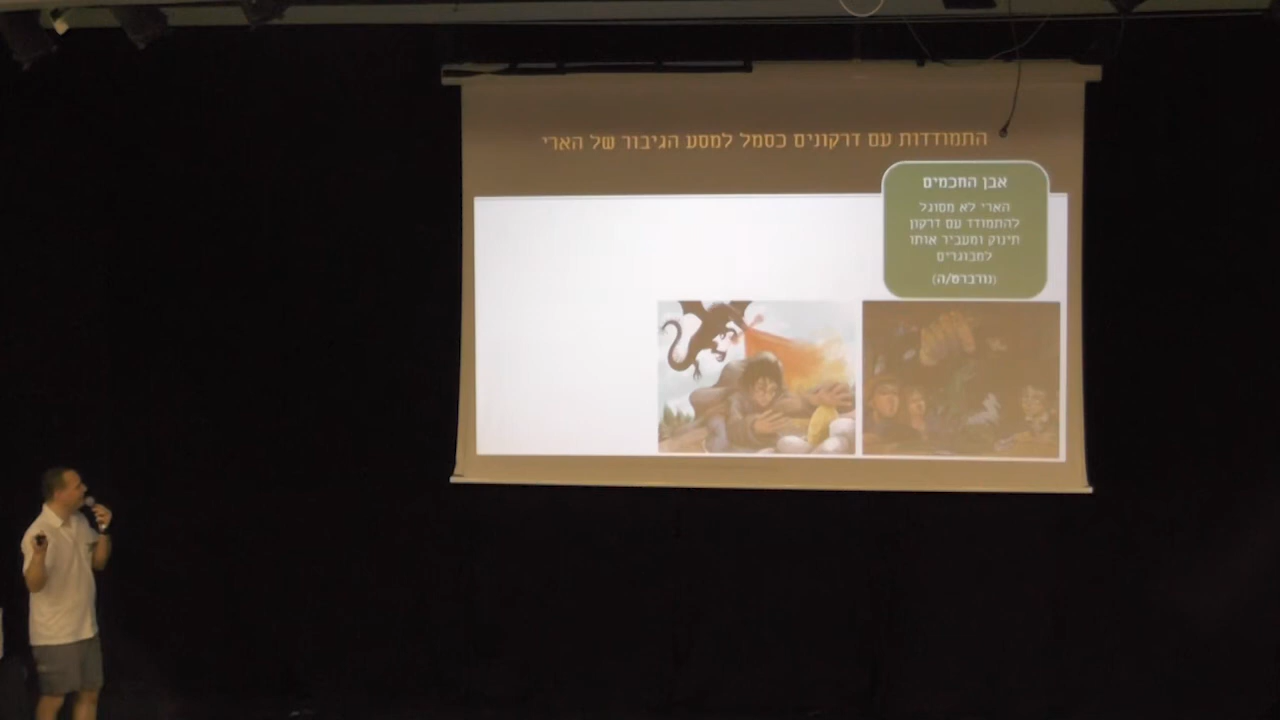 התמודדות עם דרקונים כסמל למסע הגיבור של הארי
אבן החכמים
הארי לא מסוגל
להתמודד עם דרקון
תינוק ומעביר אותו
למבוגרים
(נורברט/ה)